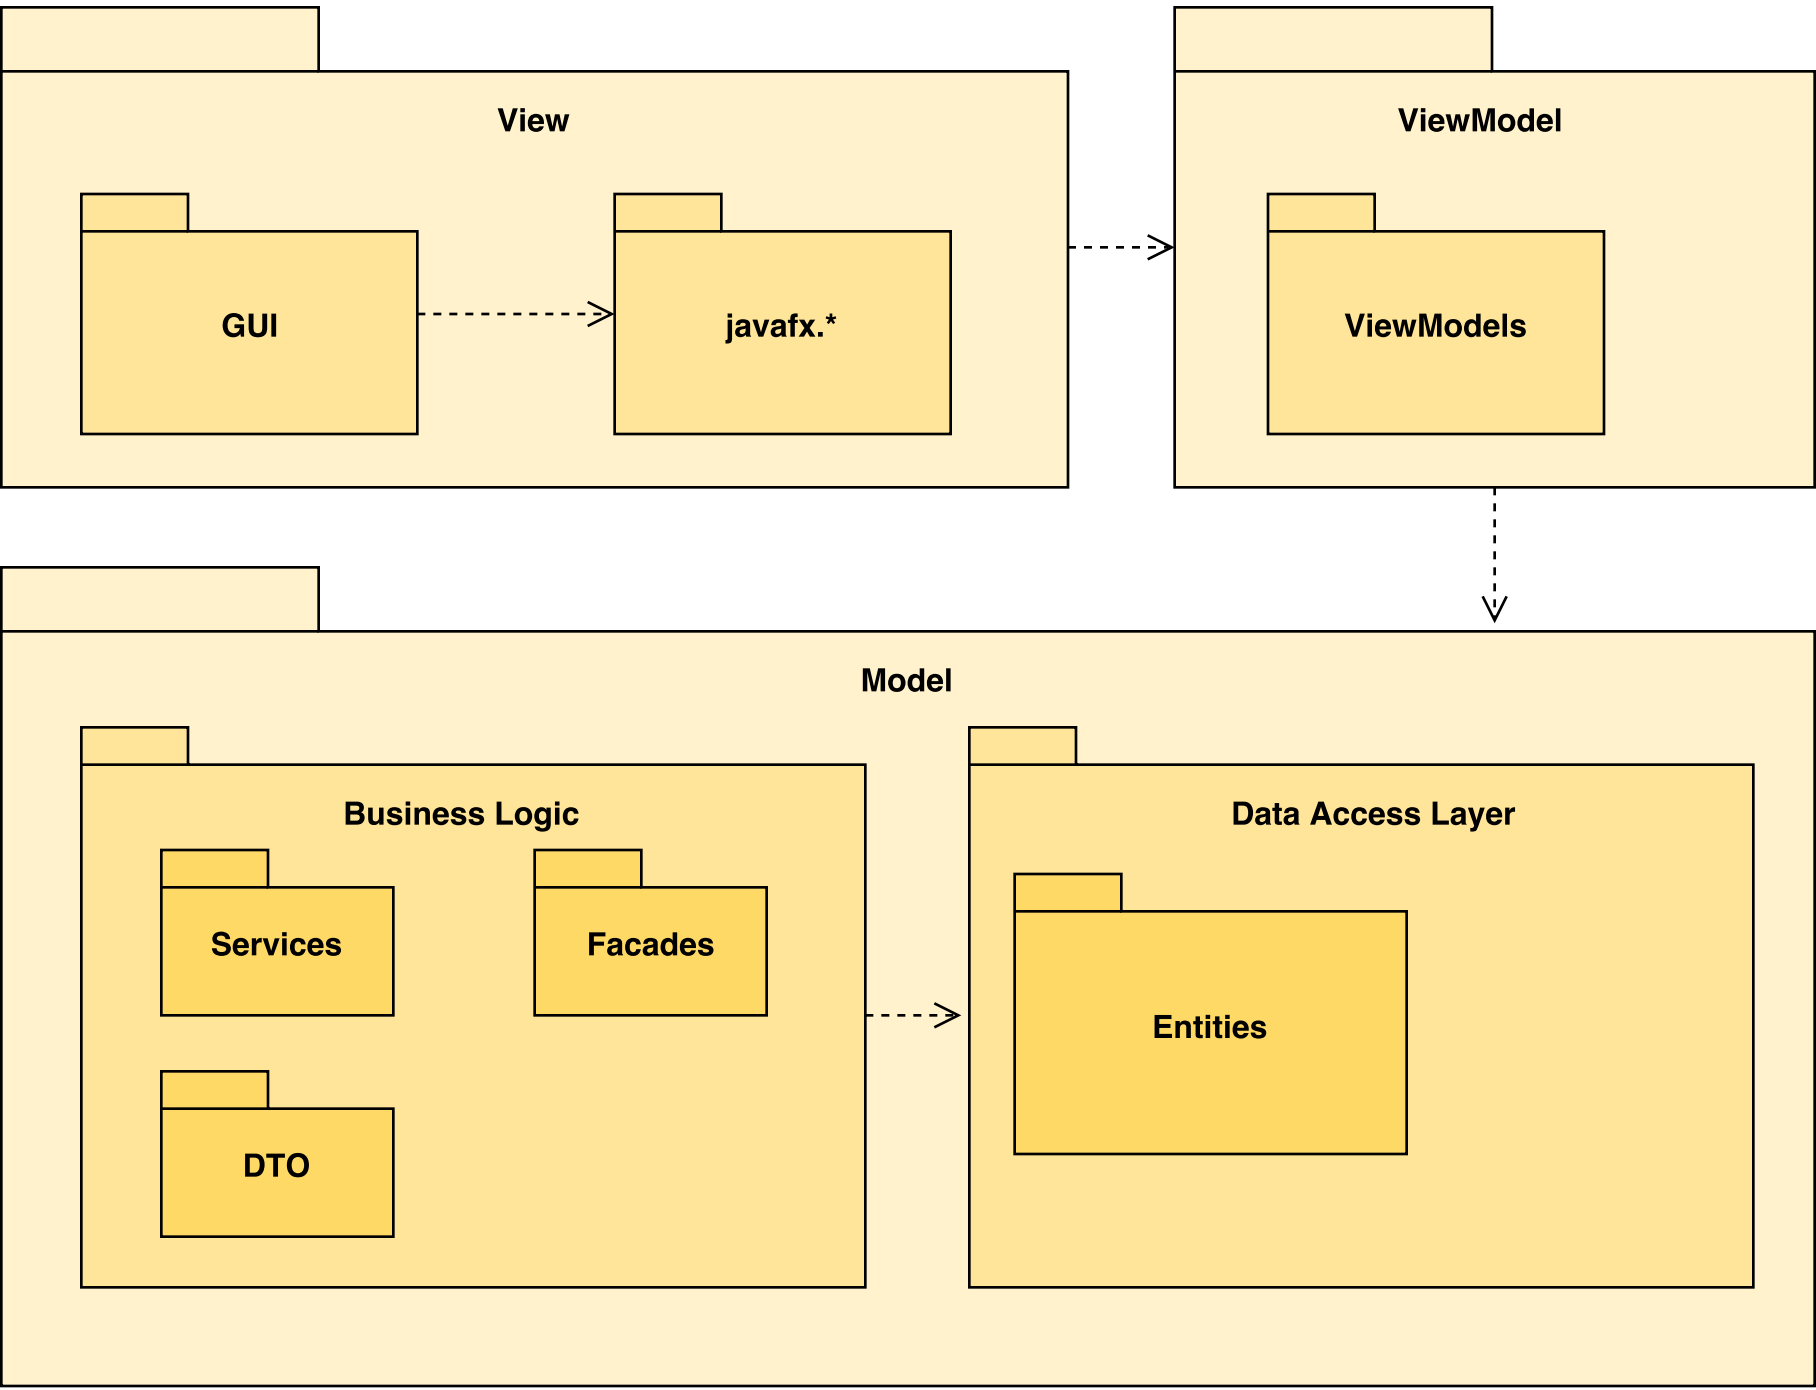 View
ViewModel
GUI
javafx.*
ViewModels
Model
Business Logic
Data Access Layer
Services
Facades
Entities
DTO